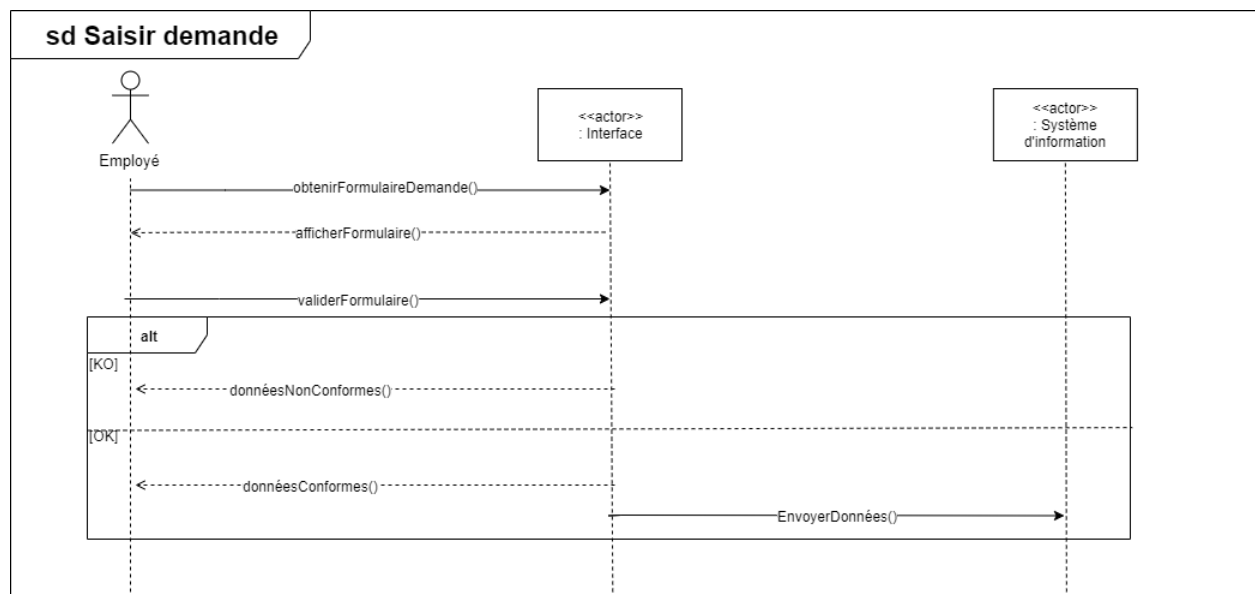 sd Saisir demande
Employé
<<actor>>
: Interface
<<actor>>
: Système
d'information
obtenirFormulaireDemande()
afficherFormulaire()
validerFormulaire()
alt
[KO]
donnéesNonConformes()
[OK]
donnéesConformes()
EnvoyerDonnées()